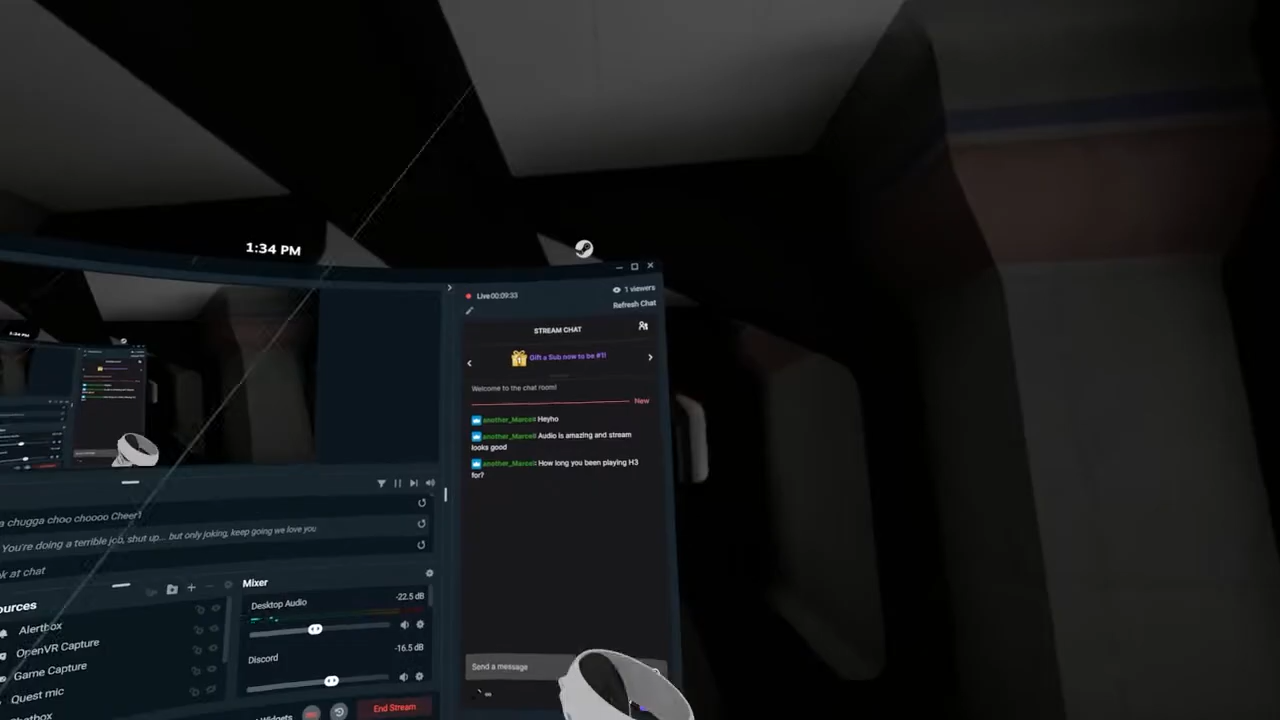 1:34 PM
Live 00:09:33
1 viewers
Refresh Chat
STREAM CHAT
Gift a Sub now to be #1!
Welcome to the chat room!
New
another_Marcell: Heyho
another_Marcell: Audio is amazing and stream
looks good
another_Marcell: How long you been playing H3
for?
a chugga choo choooo Cheer1
You're doing a terrible job, shut up... but only joking, keep going we love you
k at chat
ources
Alertbox
OpenVR Capture
Game Capture
Quest mic
Chatbox
Mixer
Desktop Audio
-22.5 dB
Discord
-16.5 dB
Widgets
REC
End Stream
Send a message